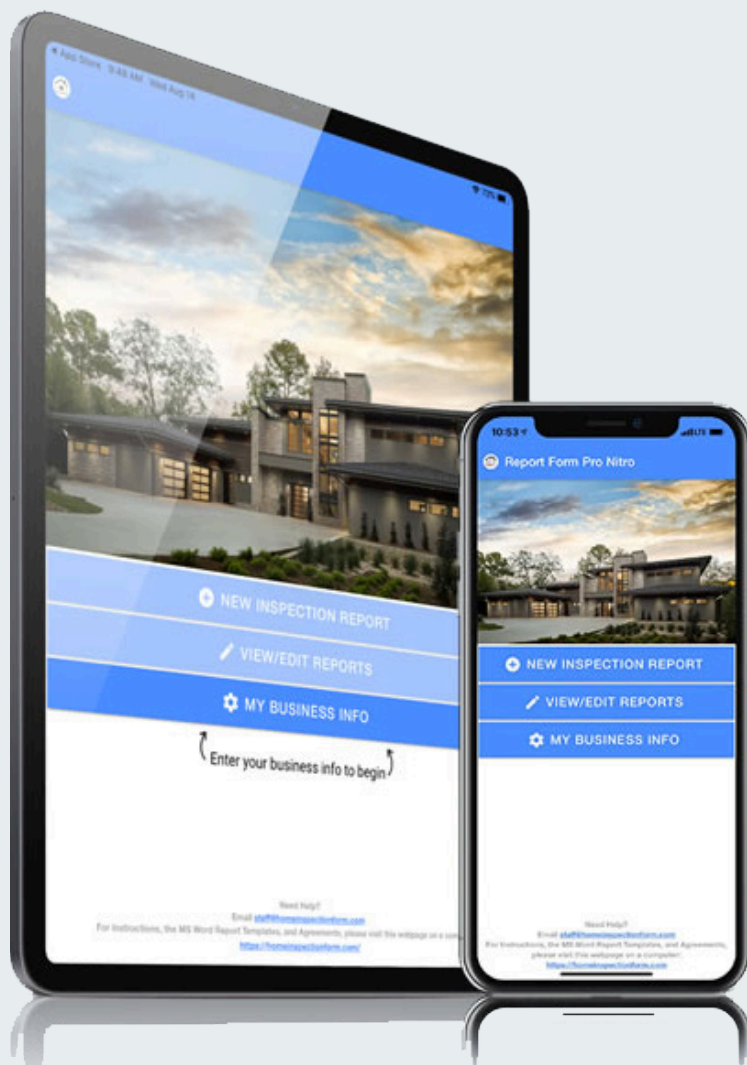 App Store 9:48 AM Wed Aug 14
73%
NEW INSPECTION REPORT
VIEW/EDIT REPORTS
MY BUSINESS INFO
Enter your business info to begin
Need Help?
Email staff@homeinspectionform.com
For Instructions, the MS Word Report Templates, and Agreements, please visit this webpage on a
https://homeinspectionform.com/
10:53
LTE
Report Form Pro Nitro
NEW INSPECTION REPORT
VIEW/EDIT REPORTS
MY BUSINESS INFO
Need Help?
Email staff@homeinspectionform.com
For Instructions, the MS Word Report Templates, and Agreements,
please visit this webpage on a computer:
https://homeinspectionform.com